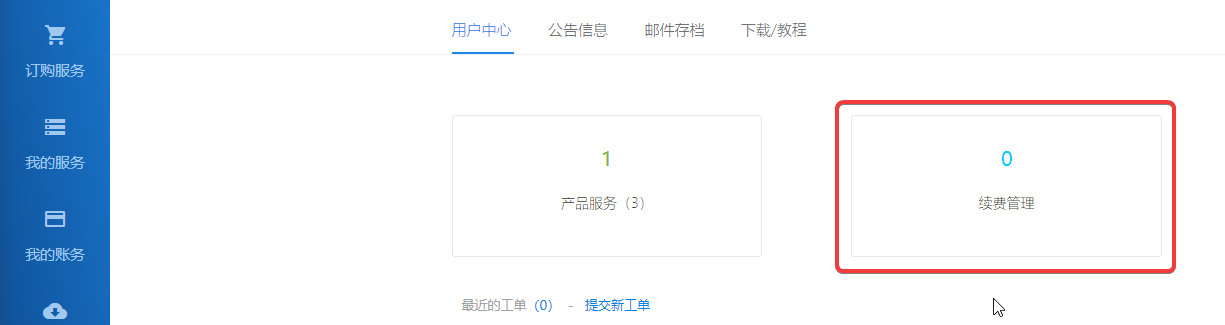 订购服务
我的服务
我的账务
用户中心 公告信息 邮件存档 下载/教程
1
产品服务（3）
0
续费管理
最近的工单（0） - 提交新工单